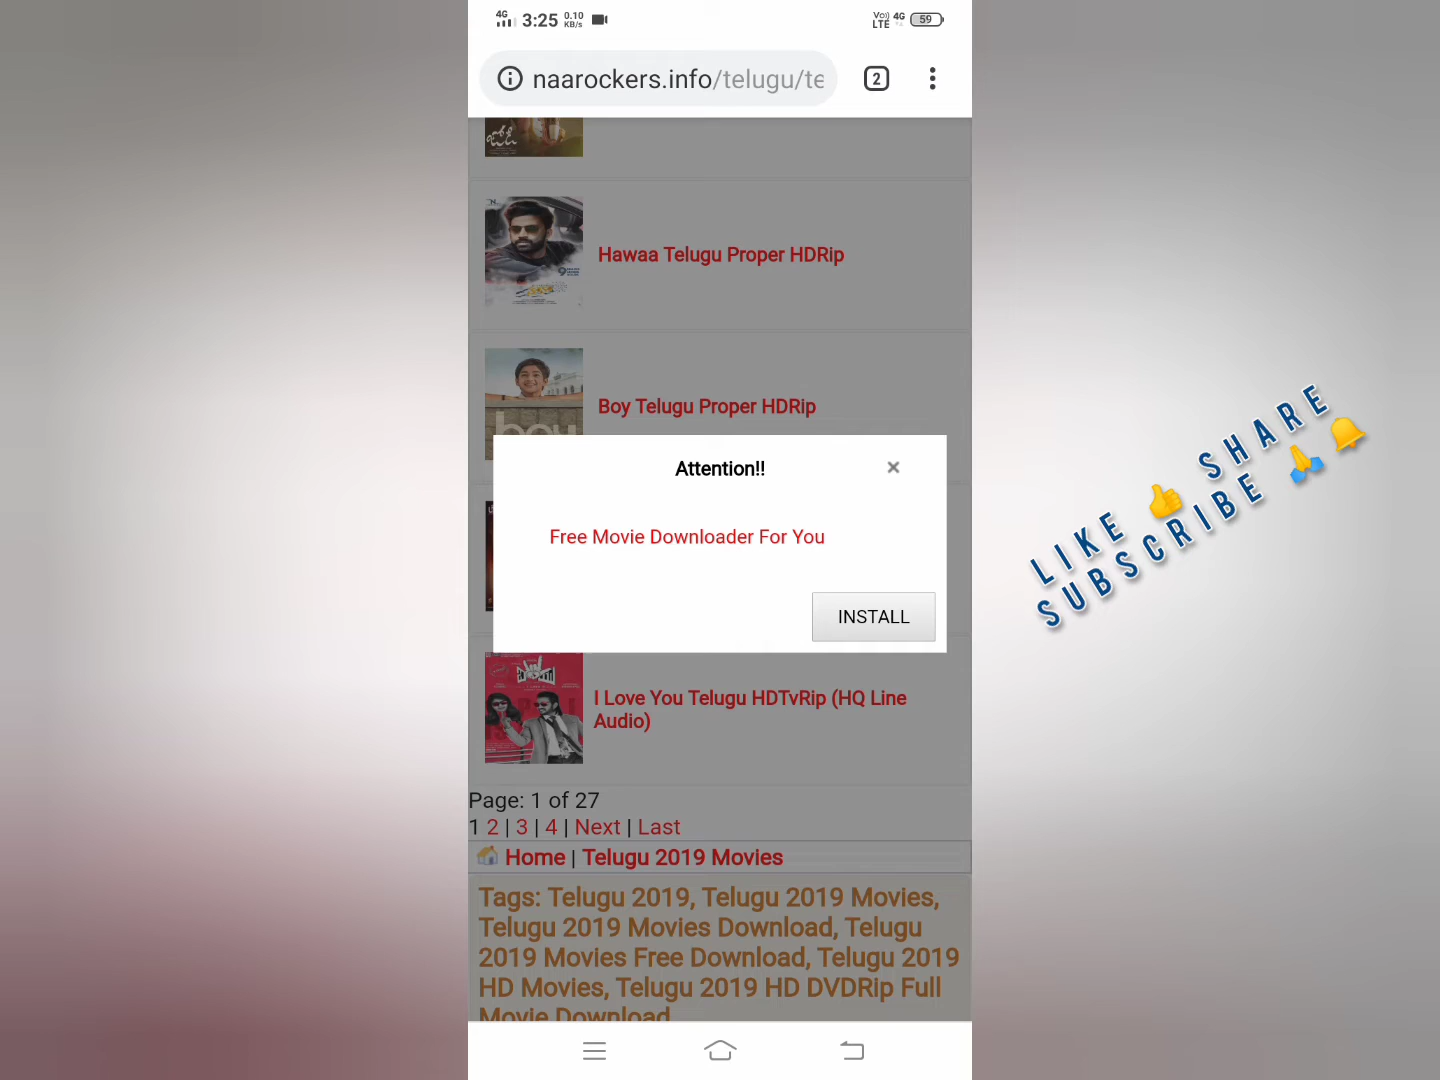 4G 3:25 0.10 KB/s
Vo) LTE 4G 59
naarockers.info/telugu/te
2
జోడి
Hawaa Telugu Proper HDRip
Boy Telugu Proper HDRip
boy
Attention!!
Free Movie Downloader For You
INSTALL
I Love You Telugu HDTvRip (HQ Line
Audio)
Page: 1 of 27
1 2 | 3 | 4 | Next | Last
Home | Telugu 2019 Movies
Tags: Telugu 2019, Telugu 2019 Movies,
Telugu 2019 Movies Download, Telugu
2019 Movies Free Download, Telugu 2019
HD Movies, Telugu 2019 HD DVDRip Full
Movie Download
LIKE 👍 SHARE
SUBSCRIBE 🙏 🔔